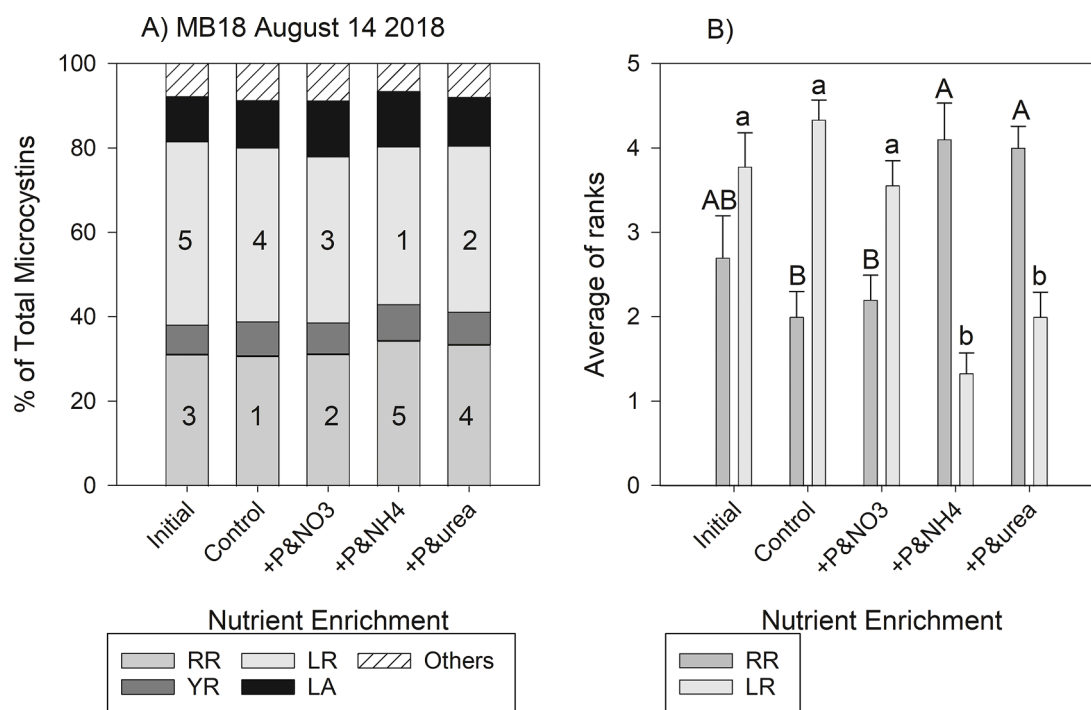 A) MB18 August 14 2018
% of Total Microcystins
100
80
60
40
20
0
5
4
3
1
2
3
1
2
5
4
Initial
Control
+P&NO3
+P&NH4
+P&urea
Nutrient Enrichment
RR
LR
Others
YR
LA
B)
Average of ranks
5
4
3
2
1
0
AB
a
B
a
B
a
A
b
A
b
Initial
Control
+P&NO3
+P&NH4
+P&urea
Nutrient Enrichment
RR
LR